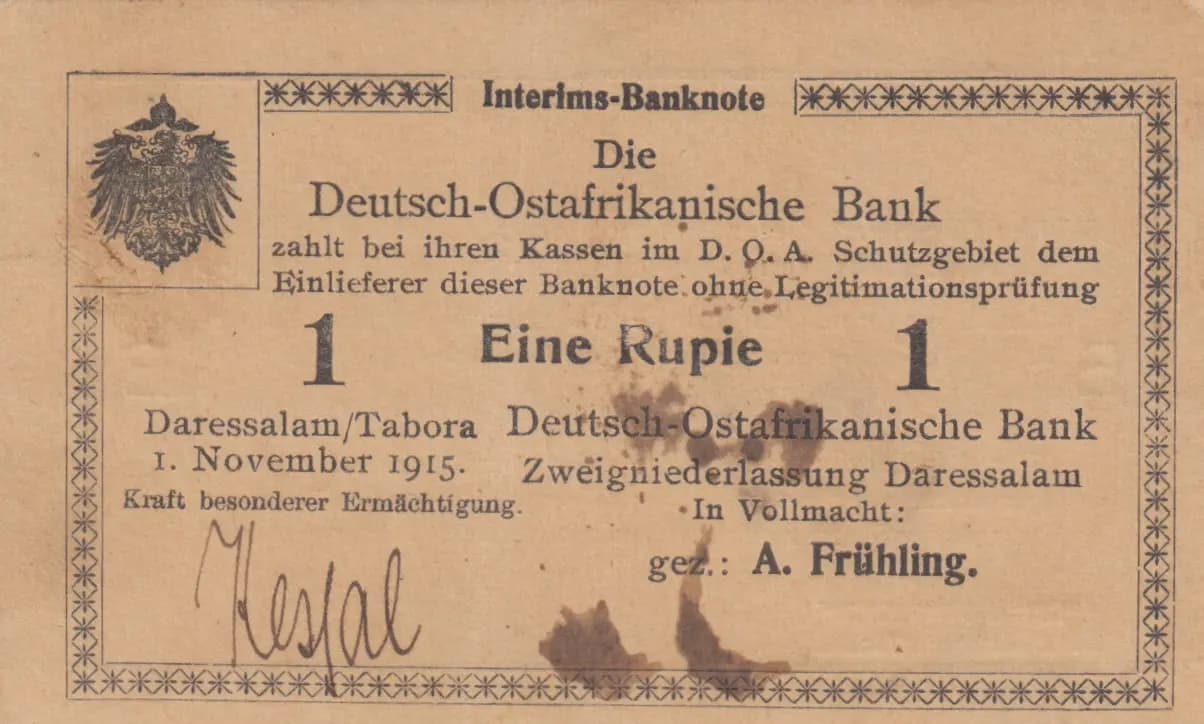 Interims-Banknote
Die
Deutsch-Ostafrikanische Bank
zahlt bei ihren Kassen im D. O. A. Schutzgebiet dem
Einlieferer dieser Banknote ohne Legitimationsprüfung
1 Eine Rupie 1
Daressalam/Tabora
1. November 1915.
Kraft besonderer Ermächtigung.
Deutsch-Ostafrikanische Bank
Zweigniederlassung Daressalam
In Vollmacht:
gez.: A. Frühling.